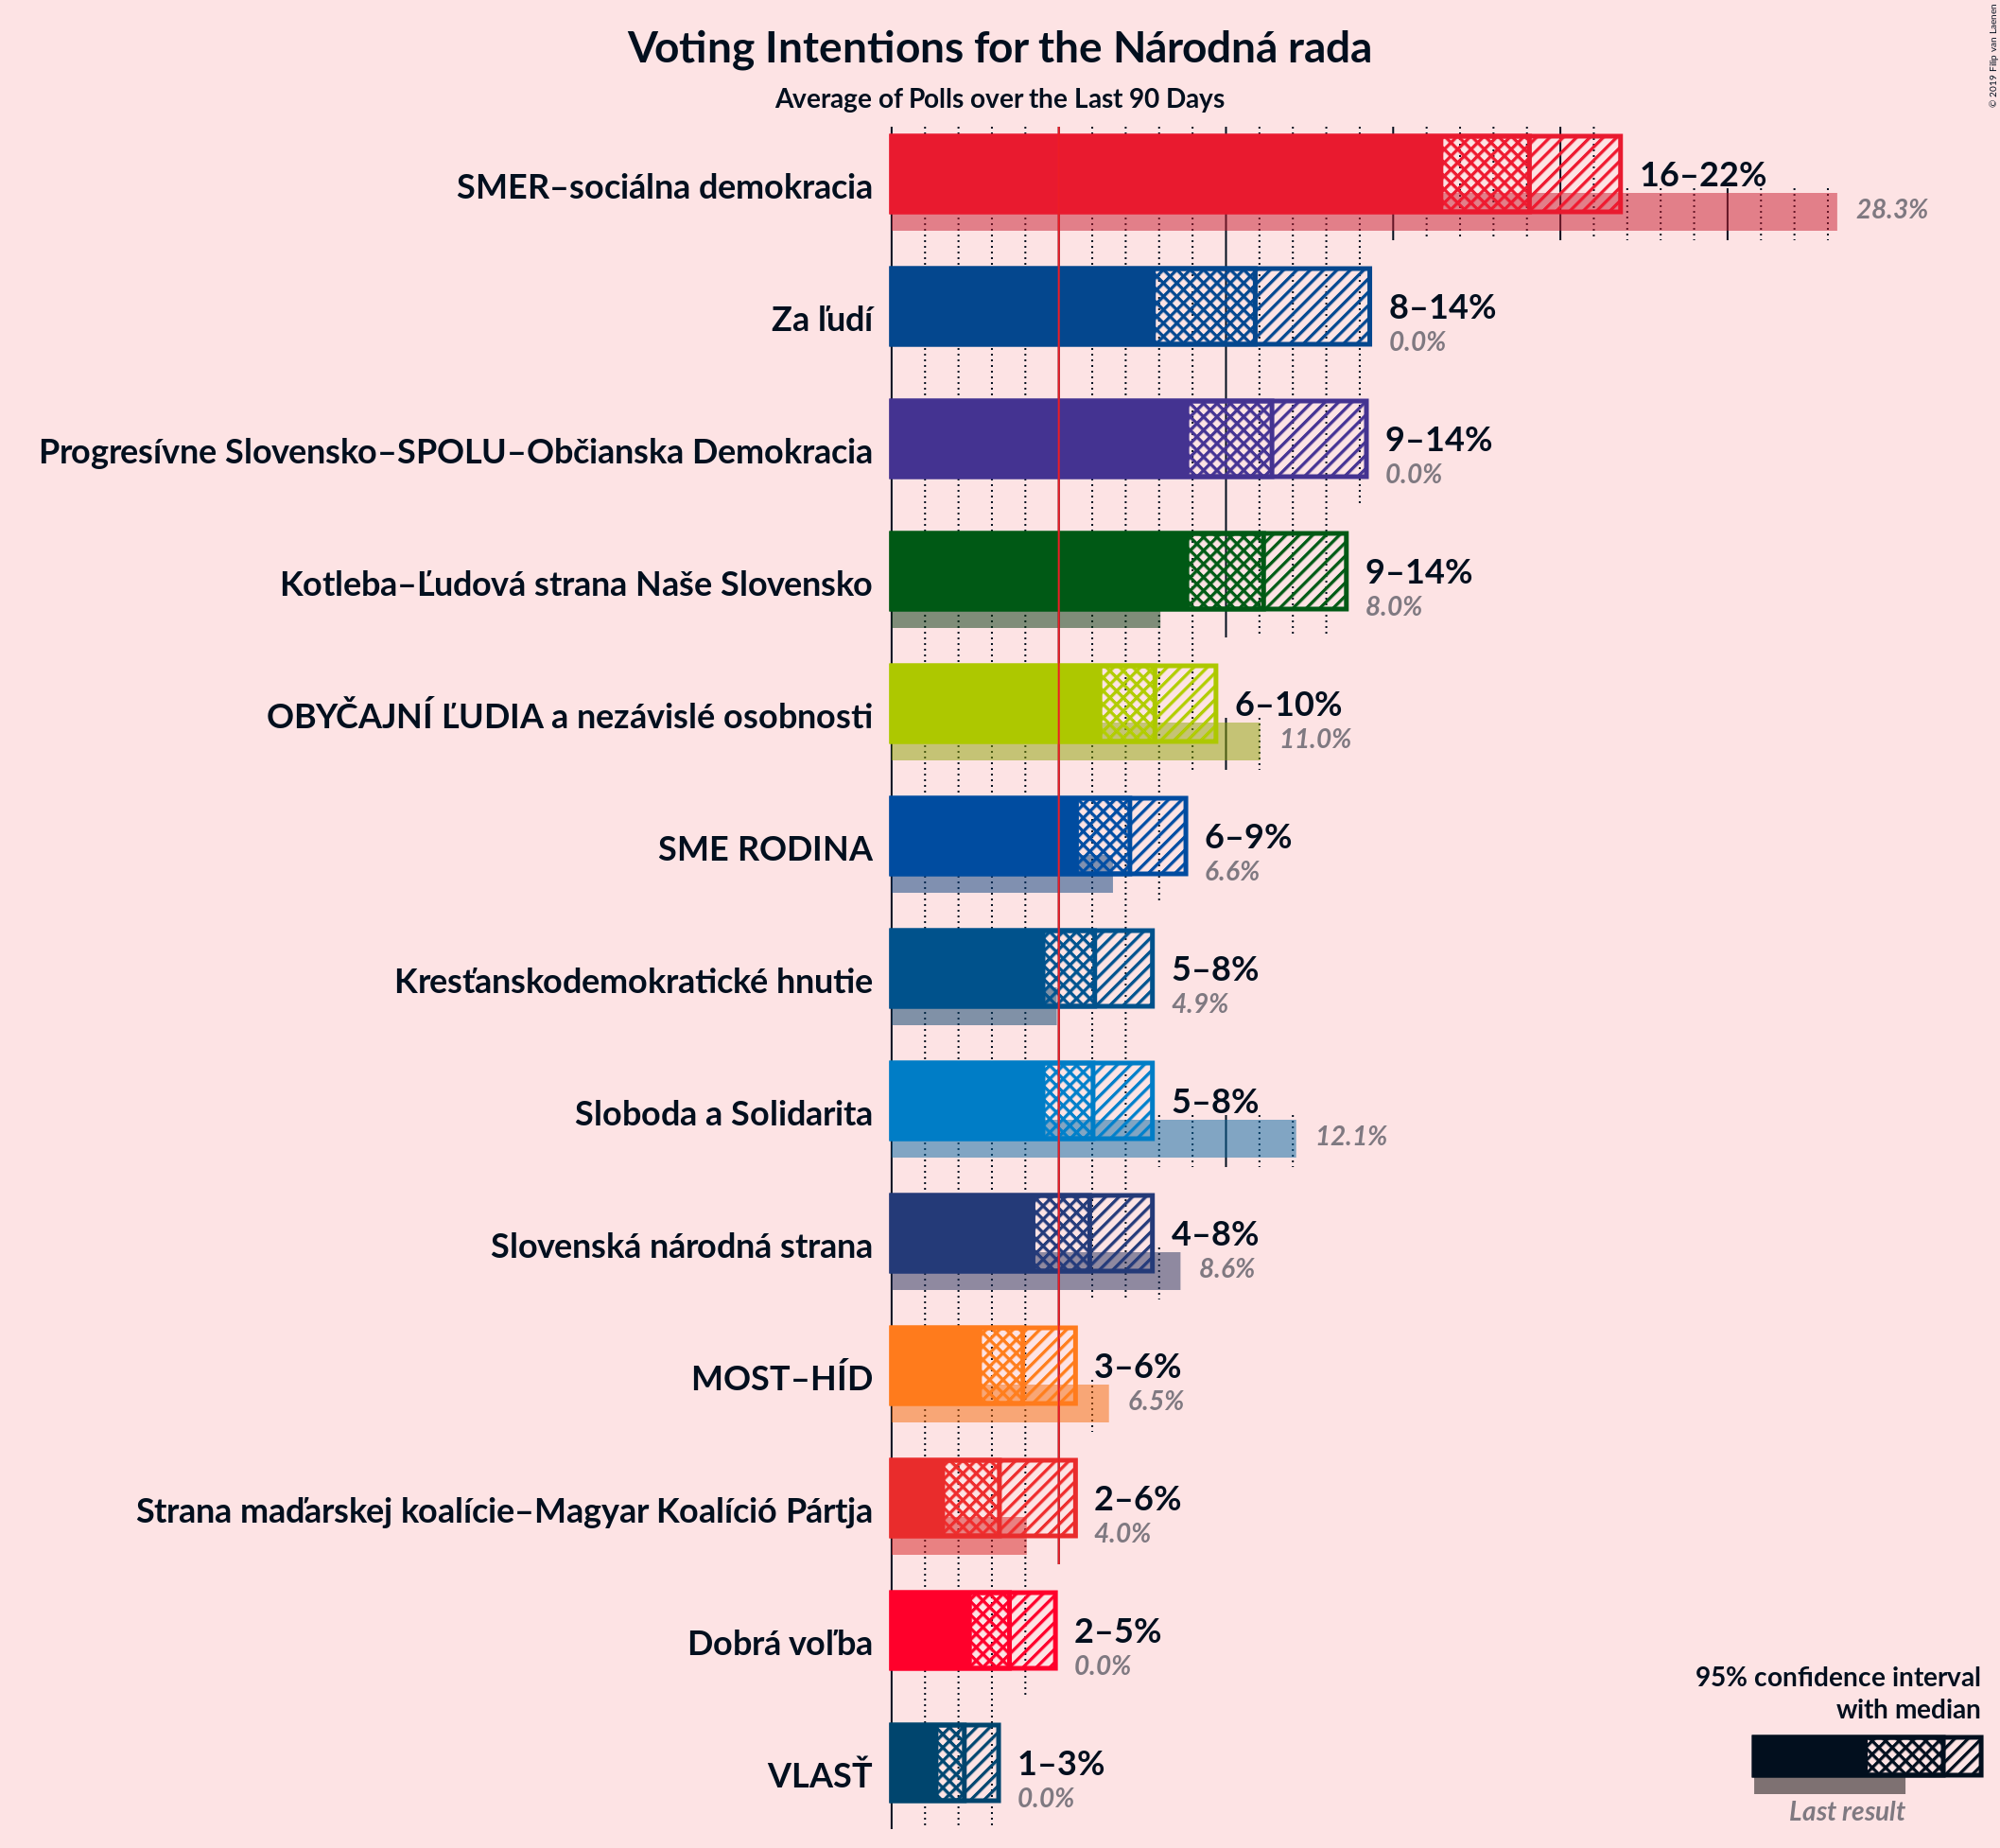 Voting Intentions for the Národná rada
Average of Polls over the Last 90 Days
© 2019 Filip van Laenen
SMER–sociálna demokracia
16–22%
28.3%
Za ľudí
8–14%
0.0%
Progresívne Slovensko–SPOLU–Občianska Demokracia
9–14%
0.0%
Kotleba–Ľudová strana Naše Slovensko
9–14%
8.0%
OBYČAJNÍ ĽUDIA a nezávislé osobnosti
6–10%
11.0%
SME RODINA
6–9%
6.6%
Kresťanskodemokratické hnutie
5–8%
4.9%
Sloboda a Solidarita
5–8%
12.1%
Slovenská národná strana
4–8%
8.6%
MOST–HÍD
3–6%
6.5%
Strana maďarskej koalície–Magyar Koalíció Pártja
2–6%
4.0%
Dobrá voľba
2–5%
0.0%
VLASŤ
1–3%
0.0%
95% confidence interval
with median
Last result